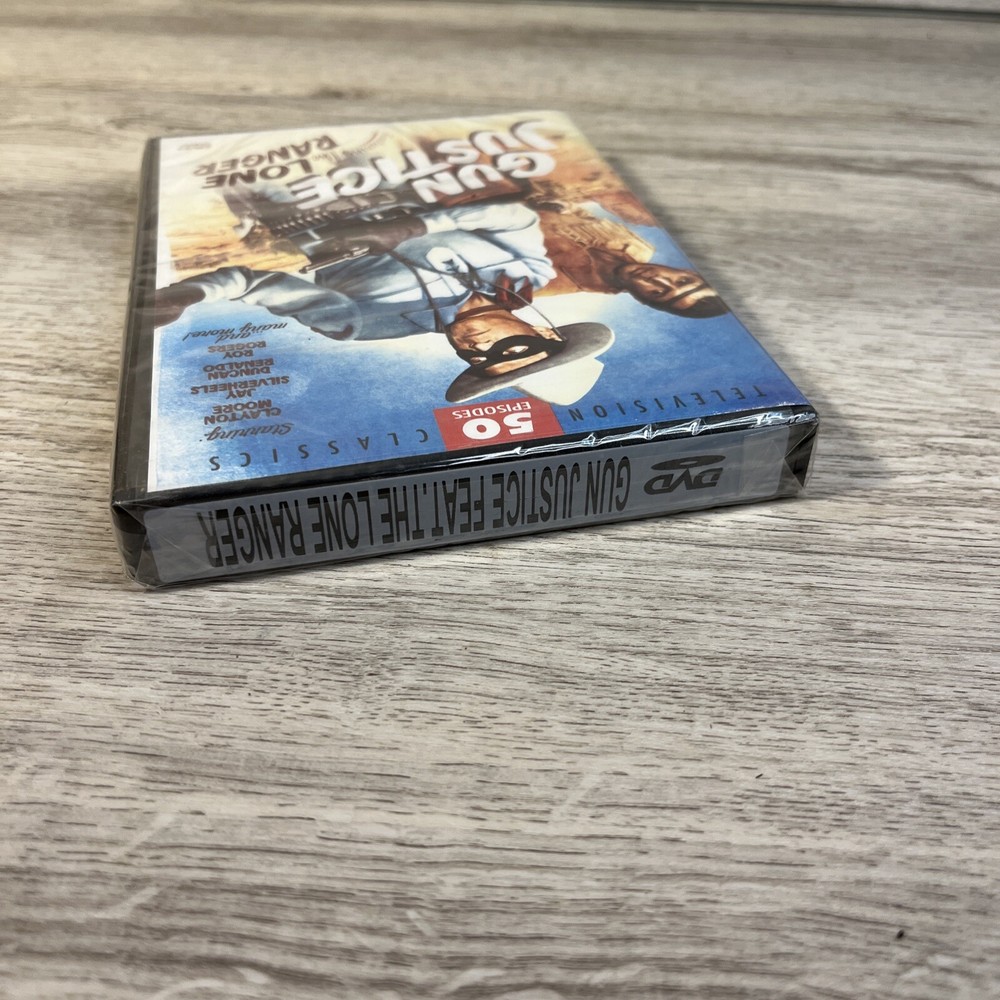 TELEVISION CLASSICS
50
EPISODES
Starring
CLAYTON
MOORE
JAY
SILVERHEELS
DUNCAN
RENALDO
ROY
ROGERS
and
many more!
GUN
JUSTICE
LONE
RANGER
DVD
GUN JUSTICE FEAT. THE LONE RANGER